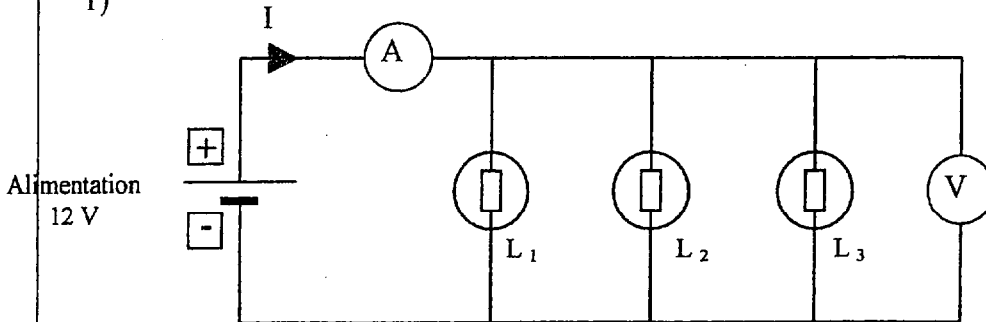 1)
I
A
+
Alimentation
12 V
-
V
L 1
L 2
L 3